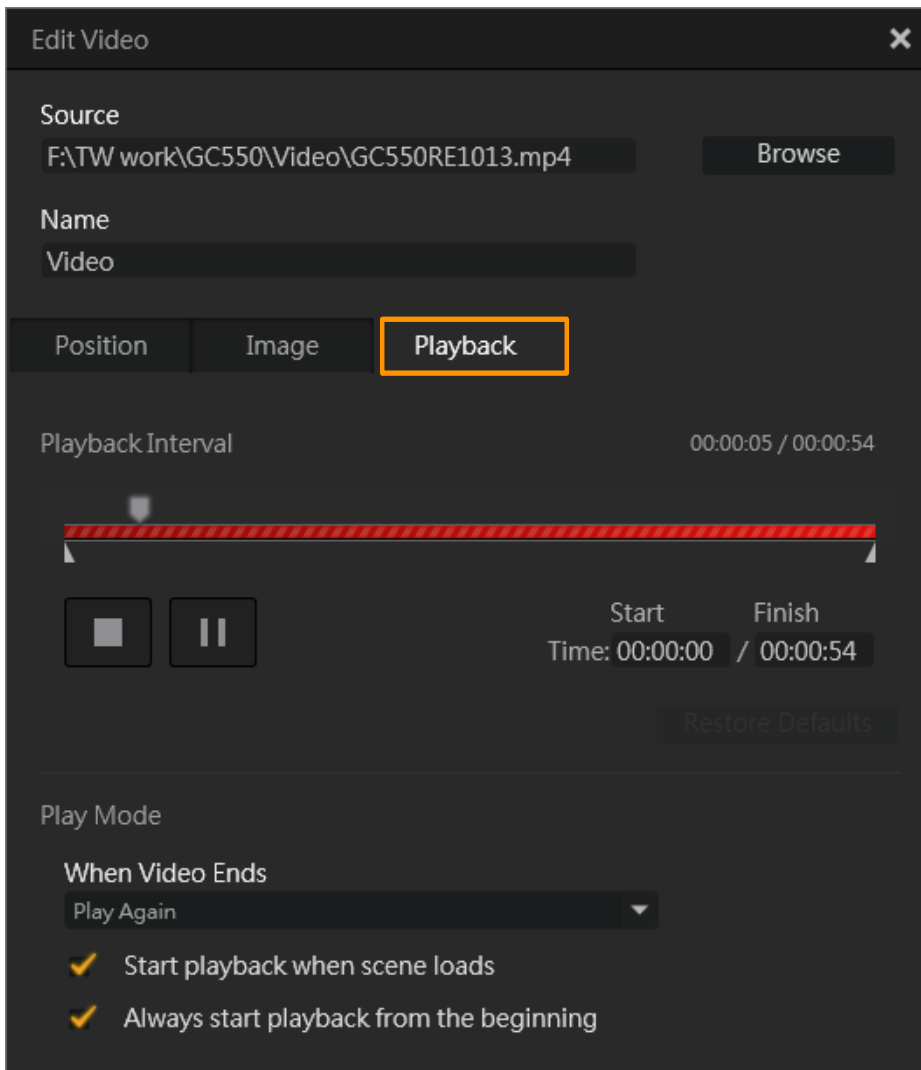 Edit Video
Source
F:\TW work\GC550\Video\GC550RE1013.mp4
Browse
Name
Video
Position Image Playback
Playback Interval 00:00:05 / 00:00:54
Start Finish
Time: 00:00:00 / 00:00:54
Restore Defaults
Play Mode
When Video Ends
Play Again
Start playback when scene loads
Always start playback from the beginning